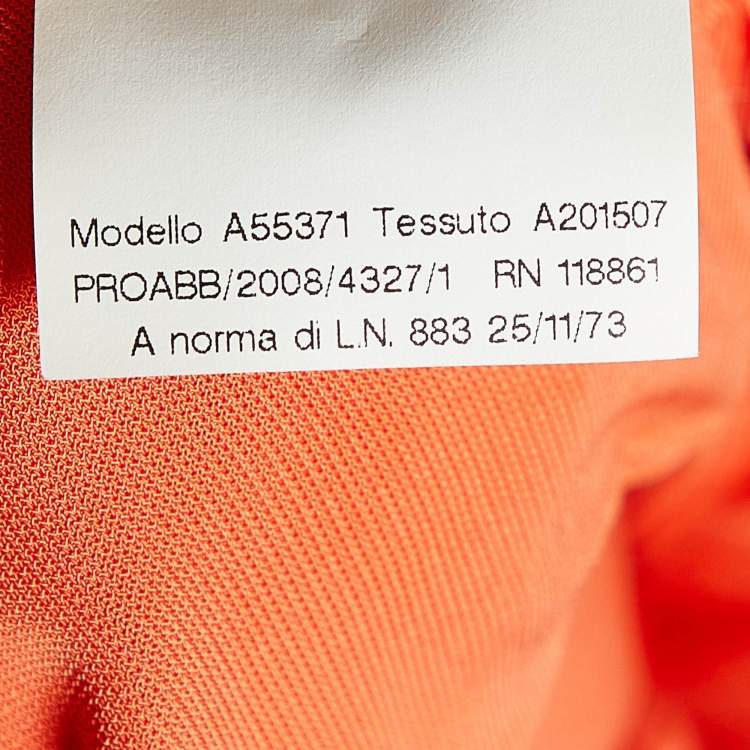 Modello A55371 Tessuto A201507
PROABB/2008/4327/1 RN 118861
A norma di L.N. 883 25/11/73